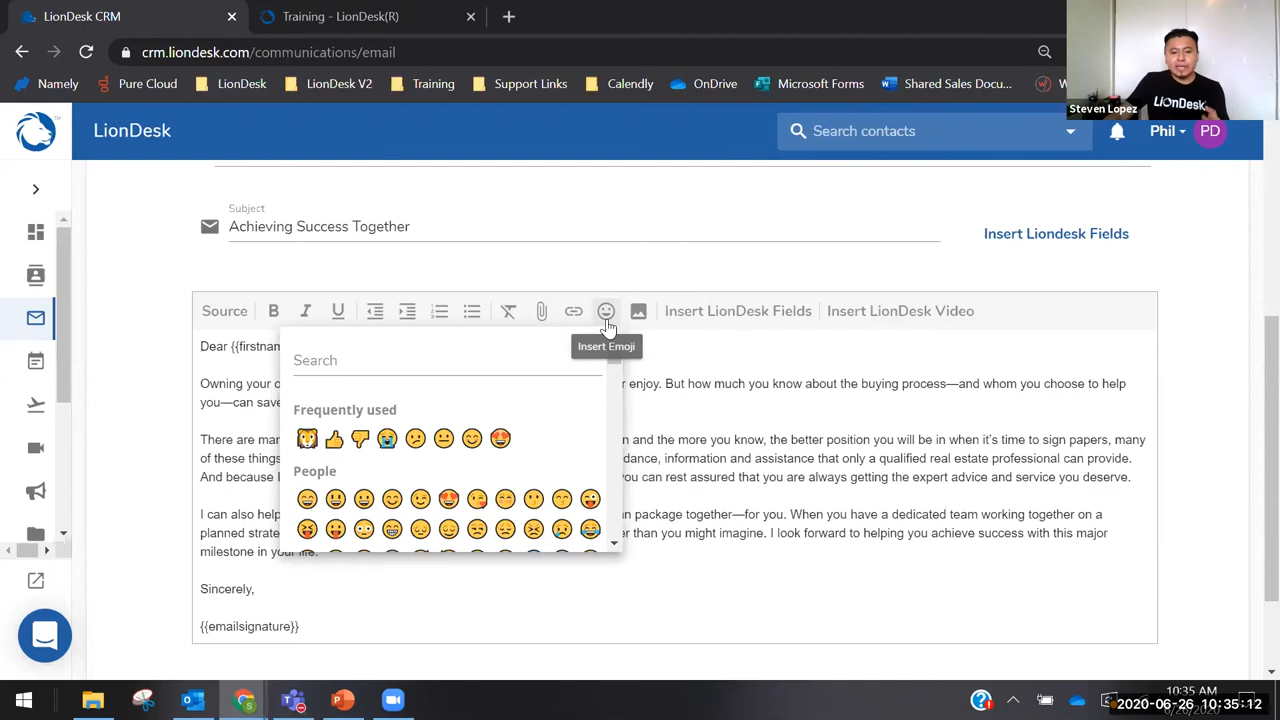 LionDesk CRM
Training - LionDesk(R)
crm.liondesk.com/communications/email
Namely
Pure Cloud
LionDesk
LionDesk V2
Training
Support Links
Calendly
OnDrive
Microsoft Forms
Shared Sales Docu...
Steven Lopez
LionDesk
LionDesk
Search contacts
Phil
PD
Subject
Achieving Success Together
Insert Liondesk Fields
Source B I U Insert LionDesk Fields Insert LionDesk Video
Insert Emoji
Search
Frequently used
People
Dear {{firstnam
Owning your o r enjoy. But how much you know about the buying process—and whom you choose to help
you—can save
There are mar n and the more you know, the better position you will be in when it's time to sign papers, many
of these things dance, information and assistance that only a qualified real estate professional can provide.
And because I you can rest assured that you are always getting the expert advice and service you deserve.
I can also help an package together—for you. When you have a dedicated team working together on a
planned strate er than you might imagine. I look forward to helping you achieve success with this major
milestone in your life.
Sincerely,
{{emailsignature}}
10:35 AM
2020-06-26 10:35:12